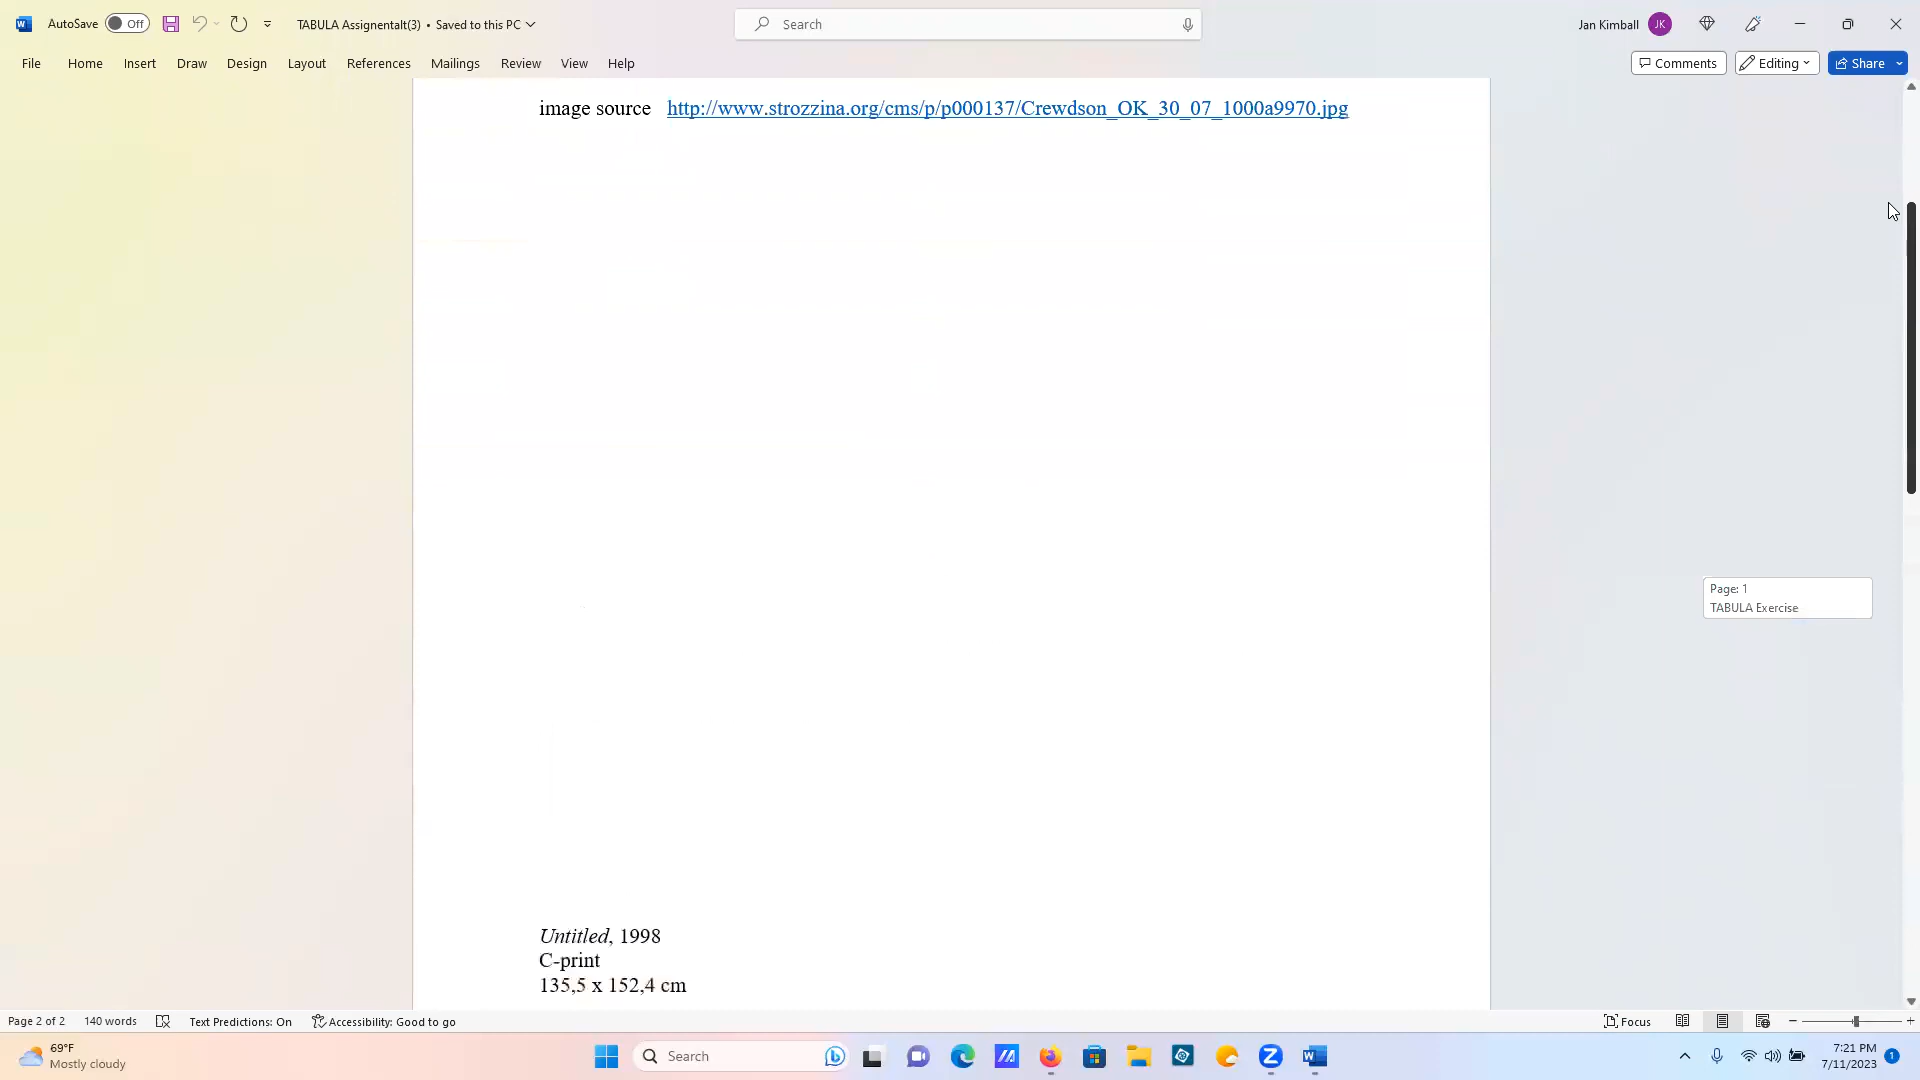 AutoSave Off TABULA Assignentalt(3) • Saved to this PC Search Jan Kimball JK
File Home Insert Draw Design Layout References Mailings Review View Help Comments Editing Share
image source http://www.strozzina.org/cms/p/p000137/Crewdson_OK_30_07_1000a9970.jpg
Page: 1
TABULA Exercise
Untitled, 1998
C-print
135,5 x 152,4 cm
Page 2 of 2 140 words Text Predictions: On Accessibility: Good to go Focus
69°F
Mostly cloudy
Search
7:21 PM
7/11/2023
1